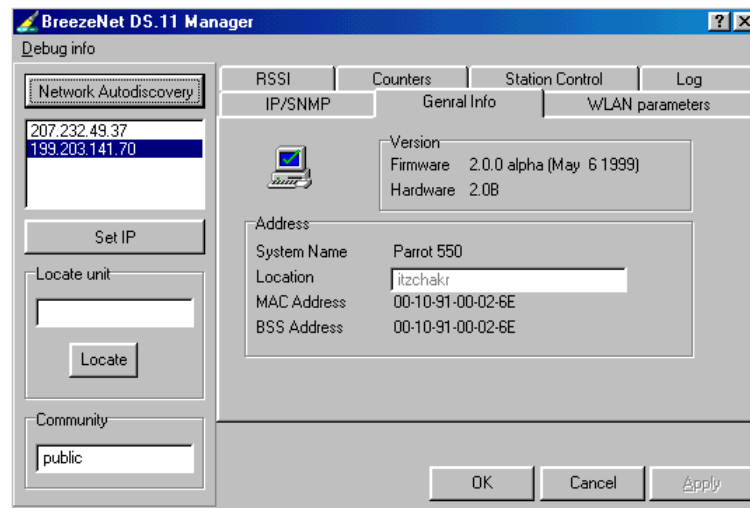 BreezeNet DS.11 Manager
Debug info
Network Autodiscovery
207.232.49.37
199.203.141.70
Set IP
Locate unit
Locate
Community
public
RSSI
Counters
Station Control
Log
IP/SNMP
Genral Info
WLAN parameters
Version
Firmware 2.0.0 alpha (May 6 1999)
Hardware 2.0B
Address
System Name Parrot 550
Location itzchakr
MAC Address 00-10-91-00-02-6E
BSS Address 00-10-91-00-02-6E
OK
Cancel
Apply